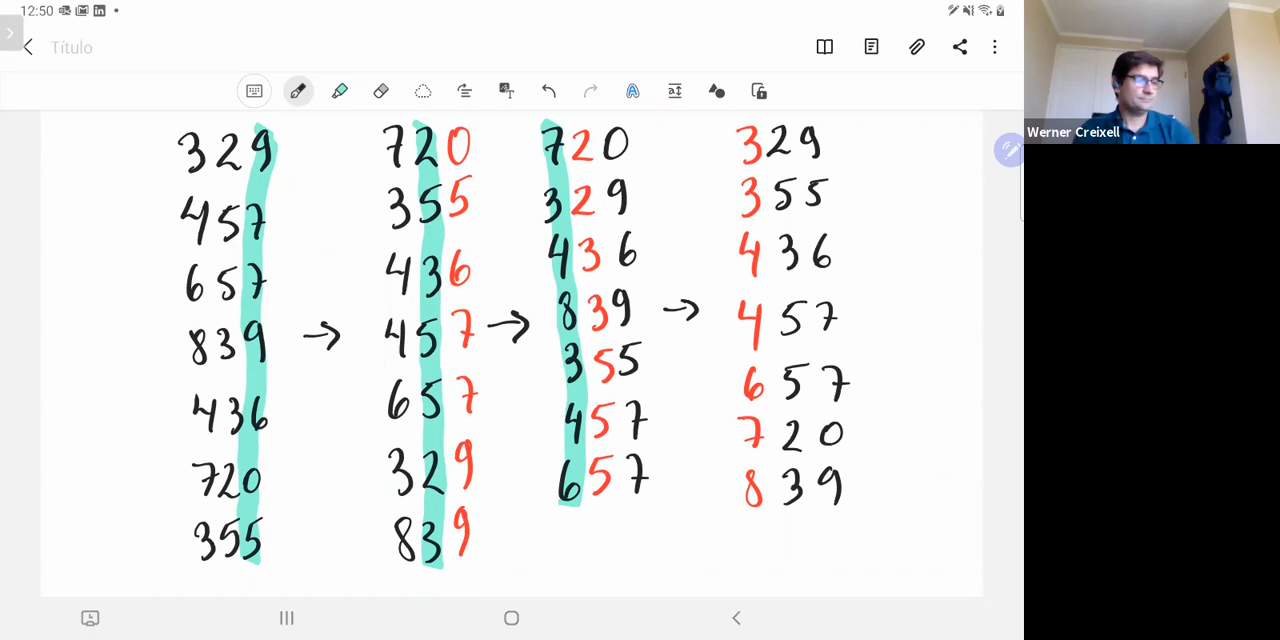 12:50
Título
Werner Creixell
329 720 720 329
457 355 329 355
657 436 436 436
839 → 457 → 839 → 457
436 657 355 657
720 329 457 720
355 839 657 839